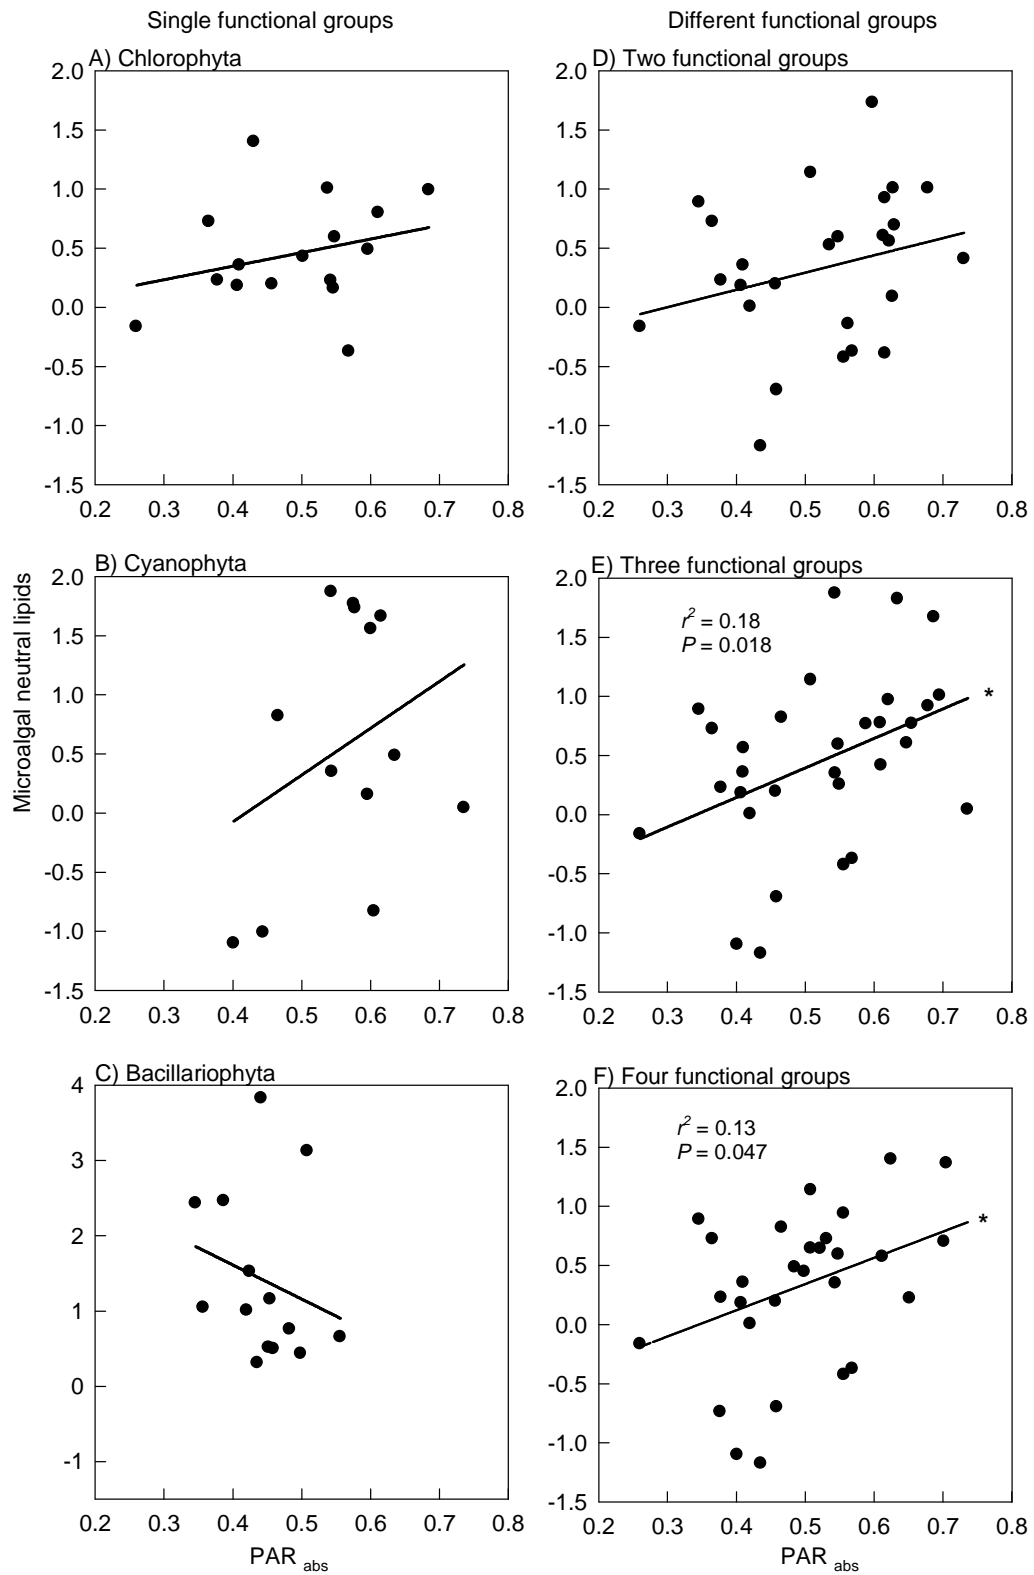 Single functional groups
Different functional groups
A) Chlorophyta
2.0
1.5
1.0
0.5
0.0
-0.5
-1.0
-1.5
0.2 0.3 0.4 0.5 0.6 0.7 0.8
D) Two functional groups
2.0
1.5
1.0
0.5
0.0
-0.5
-1.0
-1.5
0.2 0.3 0.4 0.5 0.6 0.7 0.8
Microalgal neutral lipids
B) Cyanophyta
2.0
1.5
1.0
0.5
0.0
-0.5
-1.0
-1.5
0.2 0.3 0.4 0.5 0.6 0.7 0.8
E) Three functional groups
2.0
1.5
1.0
0.5
0.0
-0.5
-1.0
-1.5
r² = 0.18
P = 0.018
*
0.2 0.3 0.4 0.5 0.6 0.7 0.8
C) Bacillariophyta
4
3
2
1
0
-1
0.2 0.3 0.4 0.5 0.6 0.7 0.8
PAR abs
F) Four functional groups
2.0
1.5
1.0
0.5
0.0
-0.5
-1.0
-1.5
r² = 0.13
P = 0.047
*
0.2 0.3 0.4 0.5 0.6 0.7 0.8
PAR abs